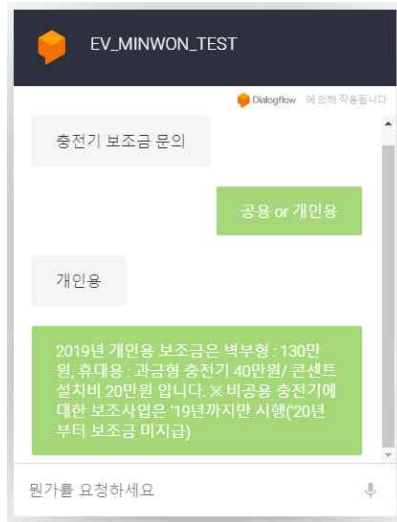 EV_MINWON_TEST
Dialogflow 에 의해 작동됩니다
충전기 보조금 문의
공용 or 개인용
개인용
2019년 개인용 보조금은 벽부형 : 130만
원, 휴대용 : 과금형 충전기 40만원/ 콘센트
설치비 20만원 입니다. ※ 비공용 충전기에
대한 보조사업은 '19년까지만 시행('20년
부터 보조금 미지급)
뭔가를 요청하세요